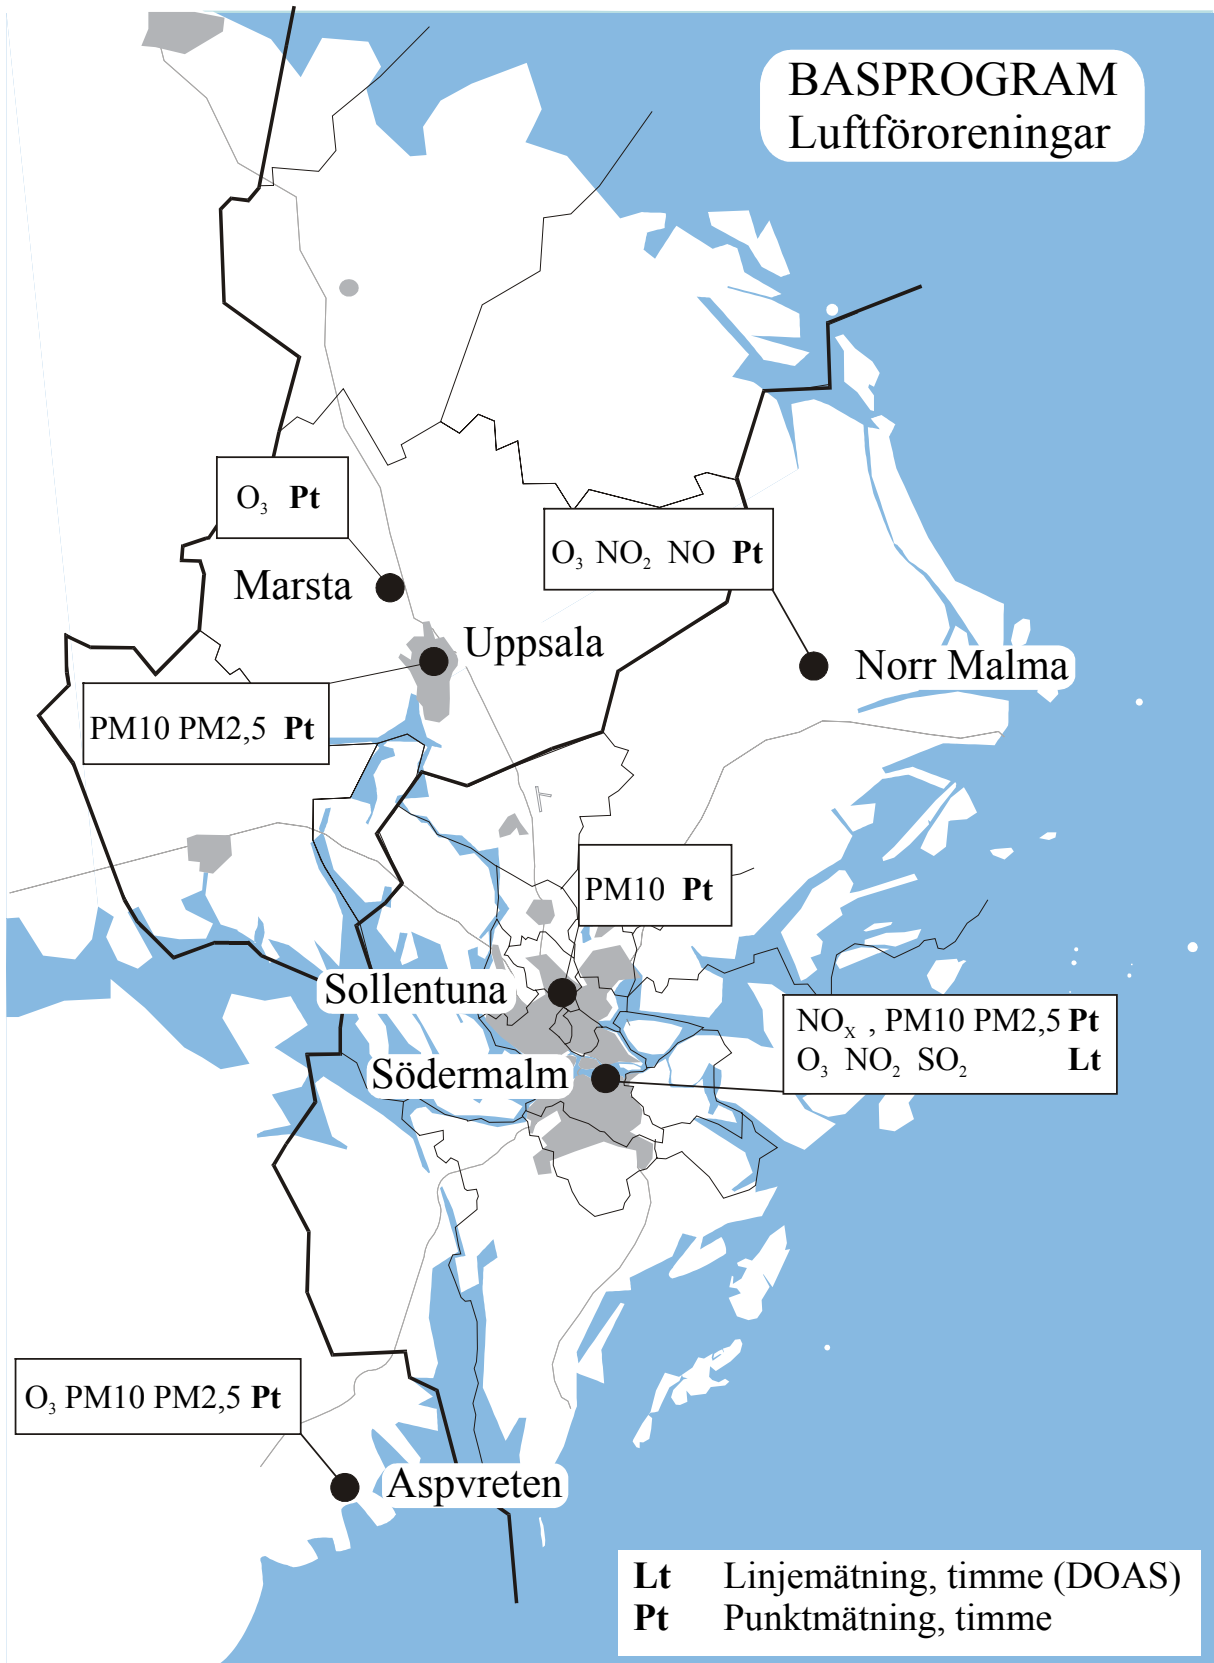 BASPROGRAM
Luftföroreningar
O₃ Pt
Marsta
O₃ NO₂ NO Pt
Uppsala
Norr Malma
PM10 PM2,5 Pt
PM10 Pt
Sollentuna
NOₓ , PM10 PM2,5 Pt
O₃ NO₂ SO₂ Lt
Södermalm
O₃ PM10 PM2,5 Pt
Aspvreten
Lt Linjemätning, timme (DOAS)
Pt Punktmätning, timme